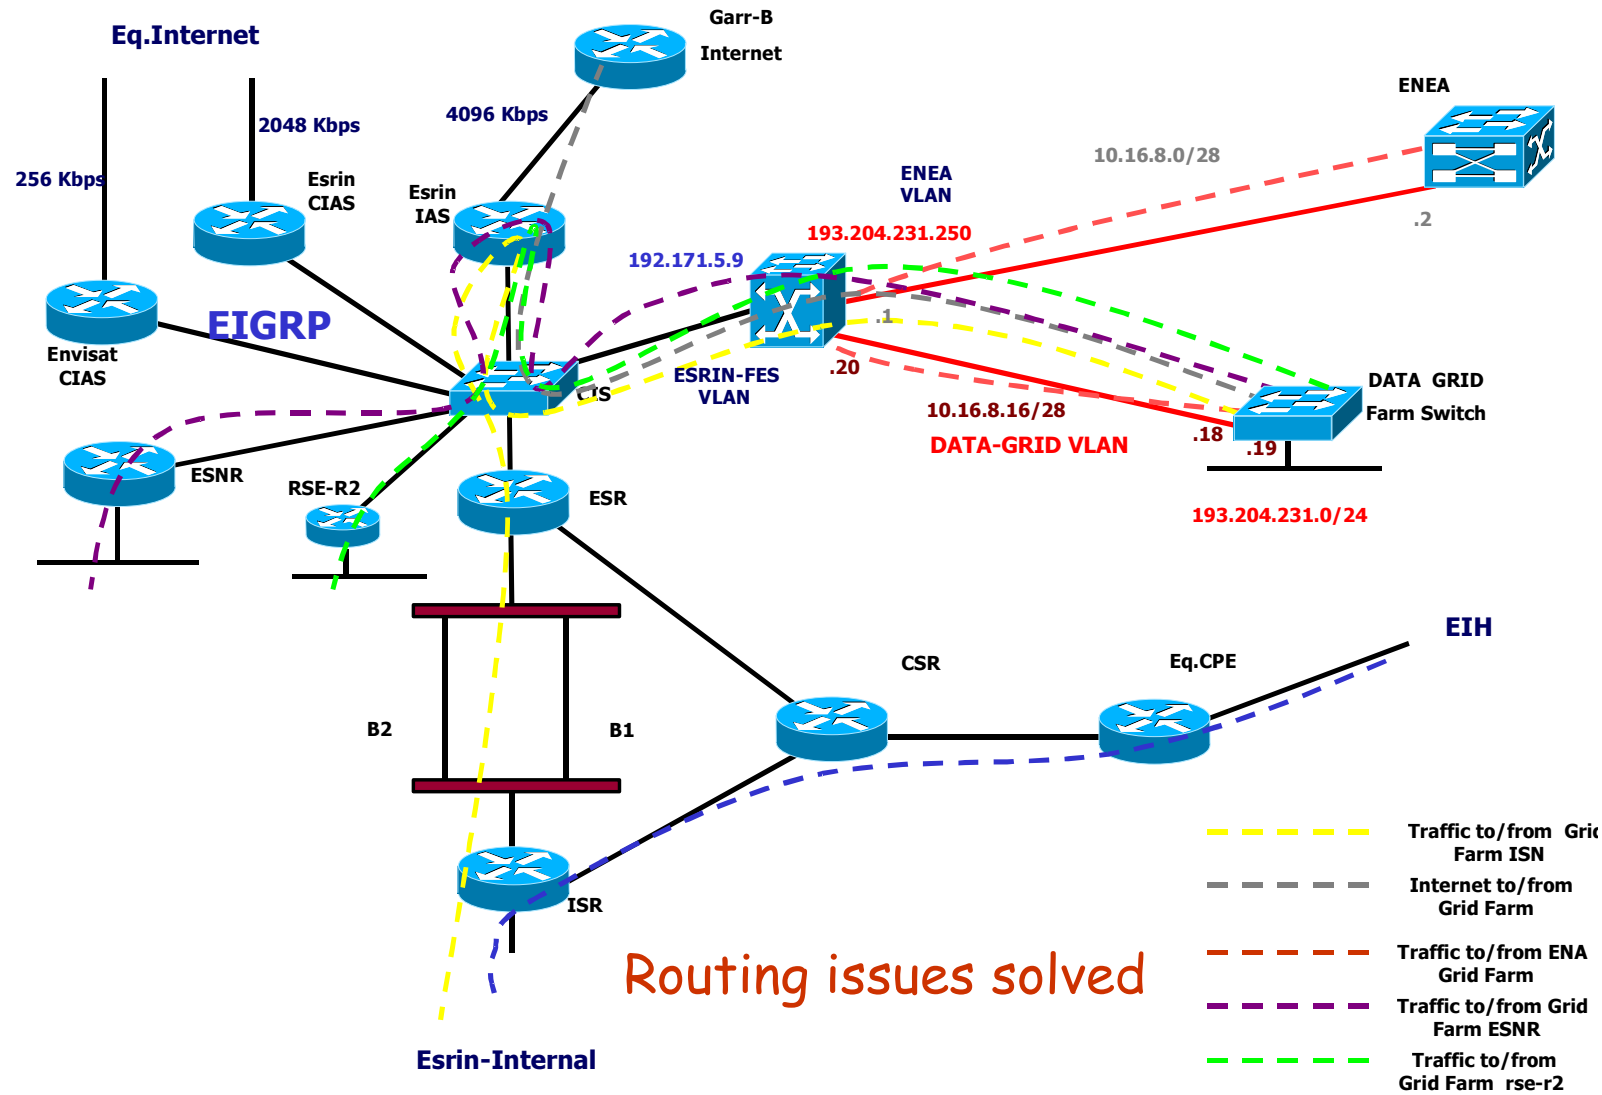 Garr-B
Internet
Eq.Internet
ENEA
4096 Kbps
2048 Kbps
256 Kbps
10.16.8.0/28
ENEA
VLAN
Esrin
CIAS
Esrin
IAS
.2
193.204.231.250
192.171.5.9
.1
EIGRP
Envisat
CIAS
.20
ESRIN-FES
VLAN
CIS
DATA GRID
Farm Switch
10.16.8.16/28
DATA-GRID VLAN
.18
.19
ESNR
RSE-R2
ESR
193.204.231.0/24
EIH
CSR
Eq.CPE
B2
B1
ISR
Routing issues solved
Esrin-Internal
Traffic to/from Grid
Farm ISN
Internet to/from
Grid Farm
Traffic to/from ENA
Grid Farm
Traffic to/from Grid
Farm ESNR
Traffic to/from
Grid Farm rse-r2